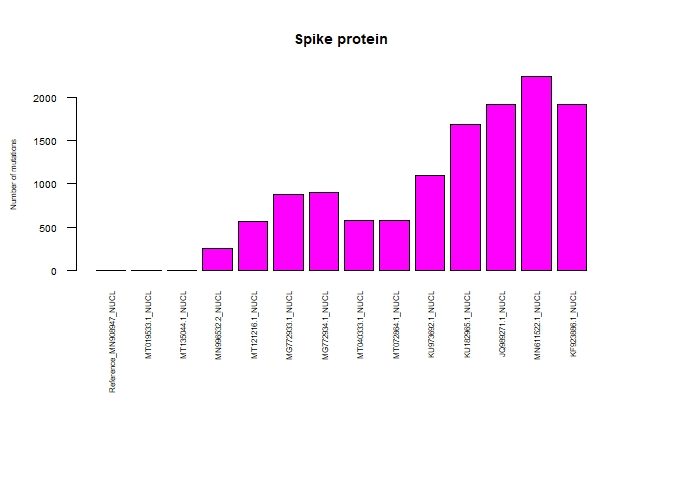 Spike protein
Number of mutations
2000
1500
1000
500
0
Reference_MN908947_NUCL
MT019533.1_NUCL
MT135044.1_NUCL
MN996532.2_NUCL
MT121216.1_NUCL
MG772933.1_NUCL
MG772934.1_NUCL
MT040333.1_NUCL
MT072864.1_NUCL
KU973692.1_NUCL
KU182965.1_NUCL
JQ989271.1_NUCL
MN611522.1_NUCL
KF923886.1_NUCL